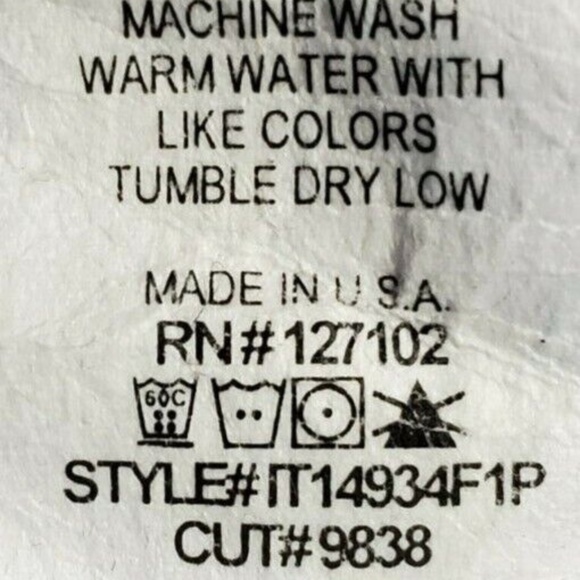 MACHINE WASH
WARM WATER WITH
LIKE COLORS
TUMBLE DRY LOW
MADE IN U.S.A.
RN# 127102
60C
STYLE# IT14934F1P
CUT# 9838